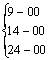 9 – 00
14 – 00
24 – 00